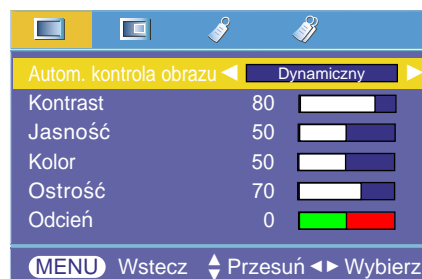 Autom. kontrola obrazu Dynamiczny
Kontrast 80
Jasność 50
Kolor 50
Ostrość 70
Odcień 0
MENU Wstecz Przesuń Wybierz